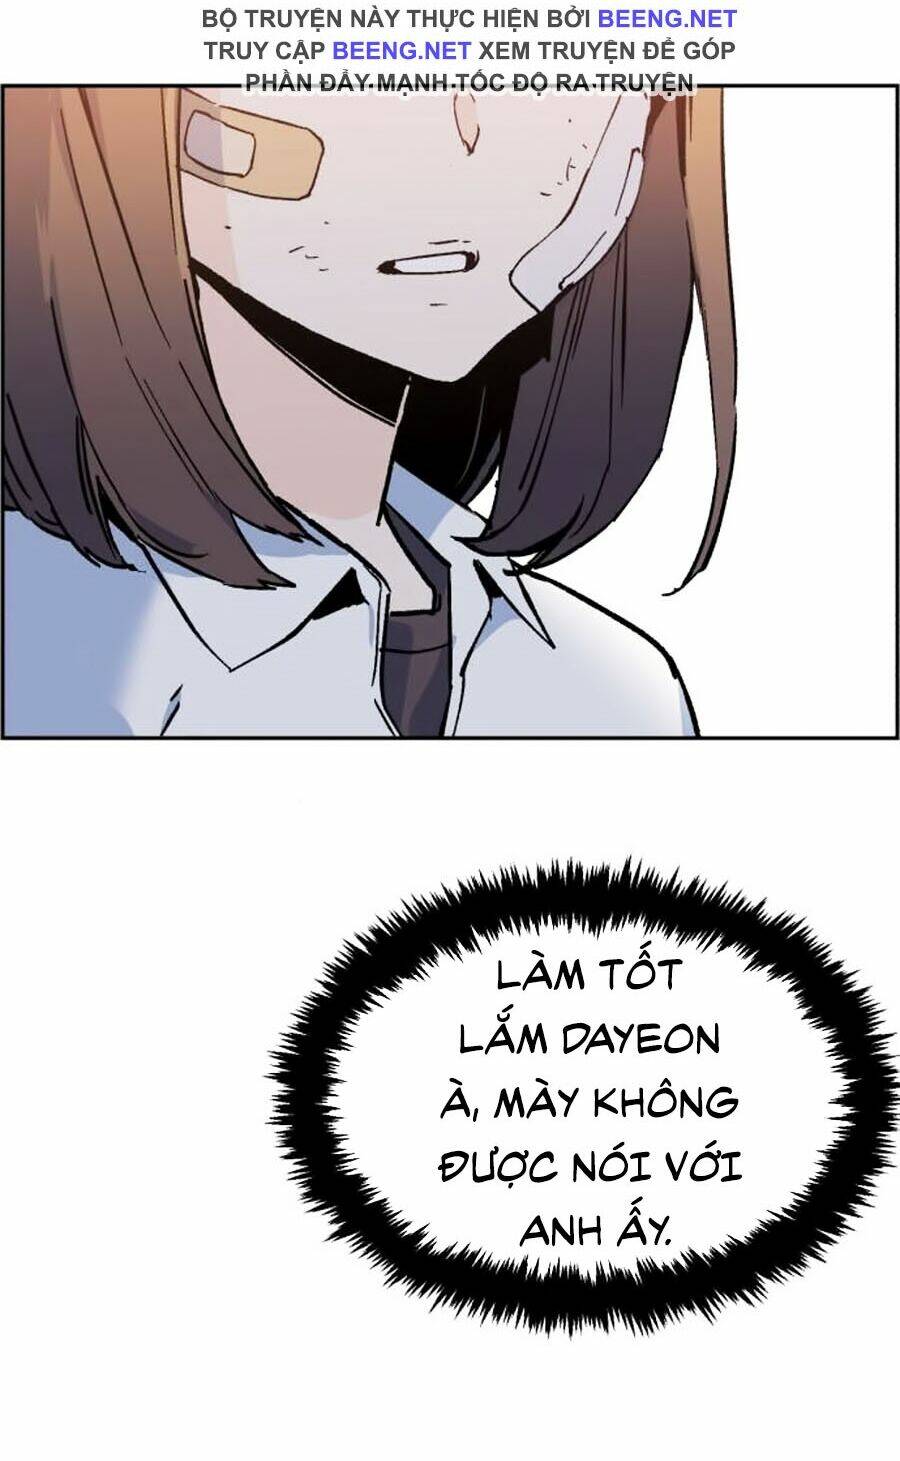 BỘ TRUYỆN NÀY THỰC HIỆN BỞI BEENG.NET
TRUY CẬP BEENG.NET XEM TRUYỆN ĐỂ GÓP
PHẦN ĐẨY MẠNH TỐC ĐỘ RA TRUYỆN
LÀM TỐT
LẮM DAYEON
À, MÀY KHÔNG
ĐƯỢC NÓI VỚI
ANH ẤY.